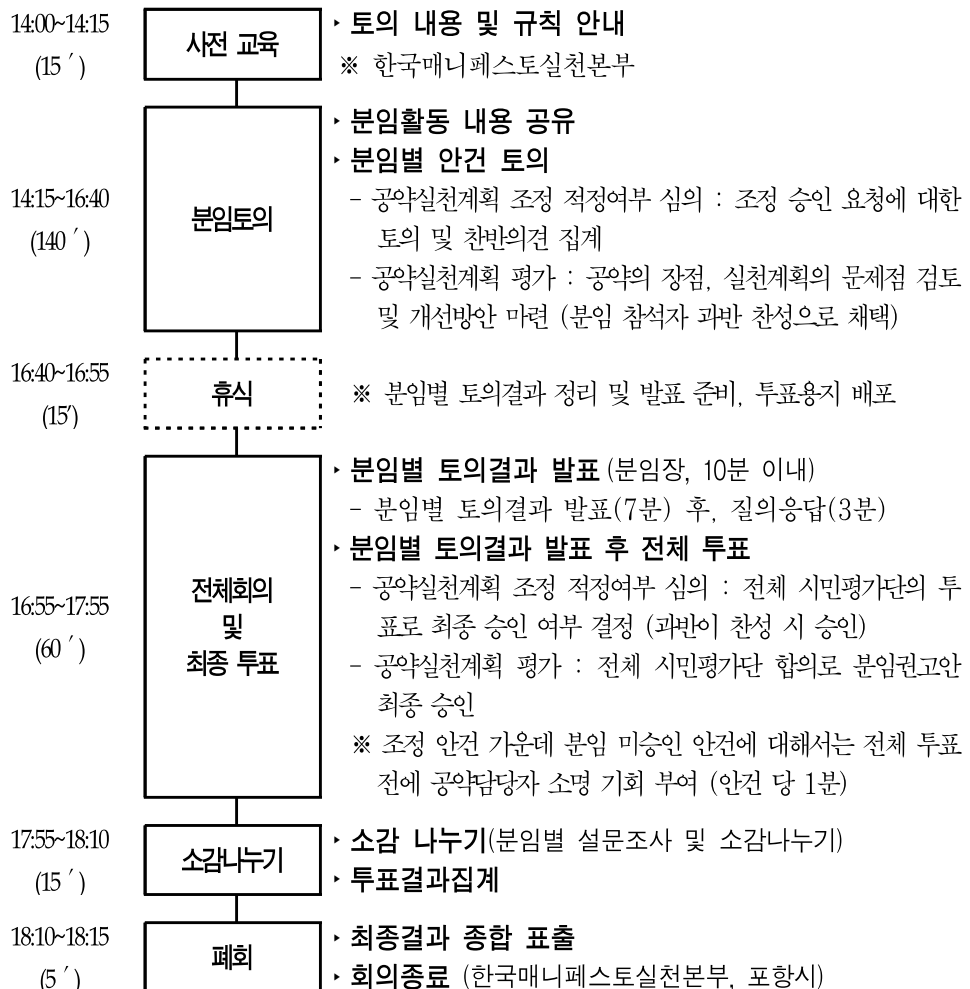 14:00~14:15
(15´)
사전 교육
‣ 토의 내용 및 규칙 안내
※ 한국매니페스토실천본부
14:15~16:40
(140´)
분임토의
‣ 분임활동 내용 공유
‣ 분임별 안건 토의
- 공약실천계획 조정 적정여부 심의 : 조정 승인 요청에 대한
토의 및 찬반의견 집계
- 공약실천계획 평가 : 공약의 장점, 실천계획의 문제점 검토
및 개선방안 마련 (분임 참석자 과반 찬성으로 채택)
16:40~16:55
(15')
휴식
※ 분임별 토의결과 정리 및 발표 준비, 투표용지 배포
16:55~17:55
(60´)
전체회의
및
최종 투표
‣ 분임별 토의결과 발표 (분임장, 10분 이내)
- 분임별 토의결과 발표(7분) 후, 질의응답(3분)
‣ 분임별 토의결과 발표 후 전체 투표
- 공약실천계획 조정 적정여부 심의 : 전체 시민평가단의 투
표로 최종 승인 여부 결정 (과반이 찬성 시 승인)
- 공약실천계획 평가 : 전체 시민평가단 합의로 분임권고안
최종 승인
※ 조정 안건 가운데 분임 미승인 안건에 대해서는 전체 투표
전에 공약담당자 소명 기회 부여 (안건 당 1분)
17:55~18:10
(15´)
소감나누기
‣ 소감 나누기(분임별 설문조사 및 소감나누기)
‣ 투표결과집계
18:10~18:15
(5´)
폐회
‣ 최종결과 종합 표출
‣ 회의종료 (한국매니페스토실천본부, 포항시)